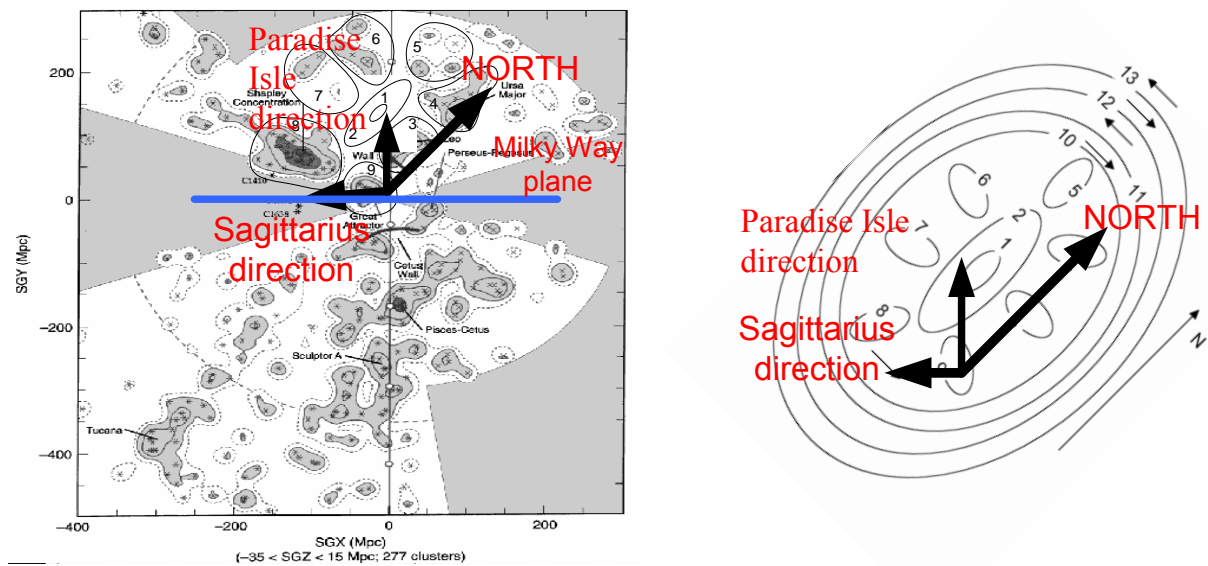 Paradise
Isle
direction
6
5
NORTH
200
7
Shapley
Concentration
1
4
Ursa
Major
8
2
3
Leo
Wall
Perseus-Pegasus
Milky Way
plane
9
C1410
0
C1638
Great
Attractor
Sagittarius
direction
Cetus
Wall
SGY (Mpc)
Pisces-Cetus
−200
Sculptor A
Tucana
−400
−400
−200
0
200
SGX (Mpc)
(−35 < SGZ < 15 Mpc; 277 clusters)
13
12
10
11
6
5
7
2
1
Paradise Isle
direction
NORTH
8
Sagittarius
direction
N